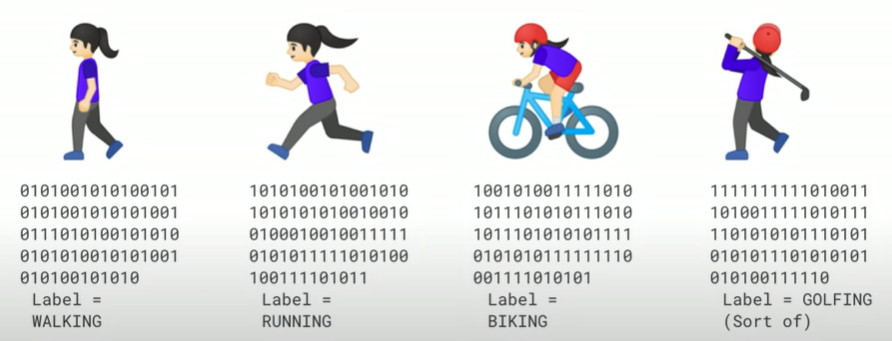 0101001010100101
0101001010101001
0111010100101010
0101010010101001
010100101010
Label =
WALKING
1010100101001010
1010101010010010
0100010010011111
0101011111010100
100111101011
Label =
RUNNING
1001010011111010
1011101010111010
1011101010101111
0101010111111110
001111010101
Label =
BIKING
1111111111010011
1010011111010111
1101010101110101
0101011101010101
010100111110
Label = GOLFING
(Sort of)